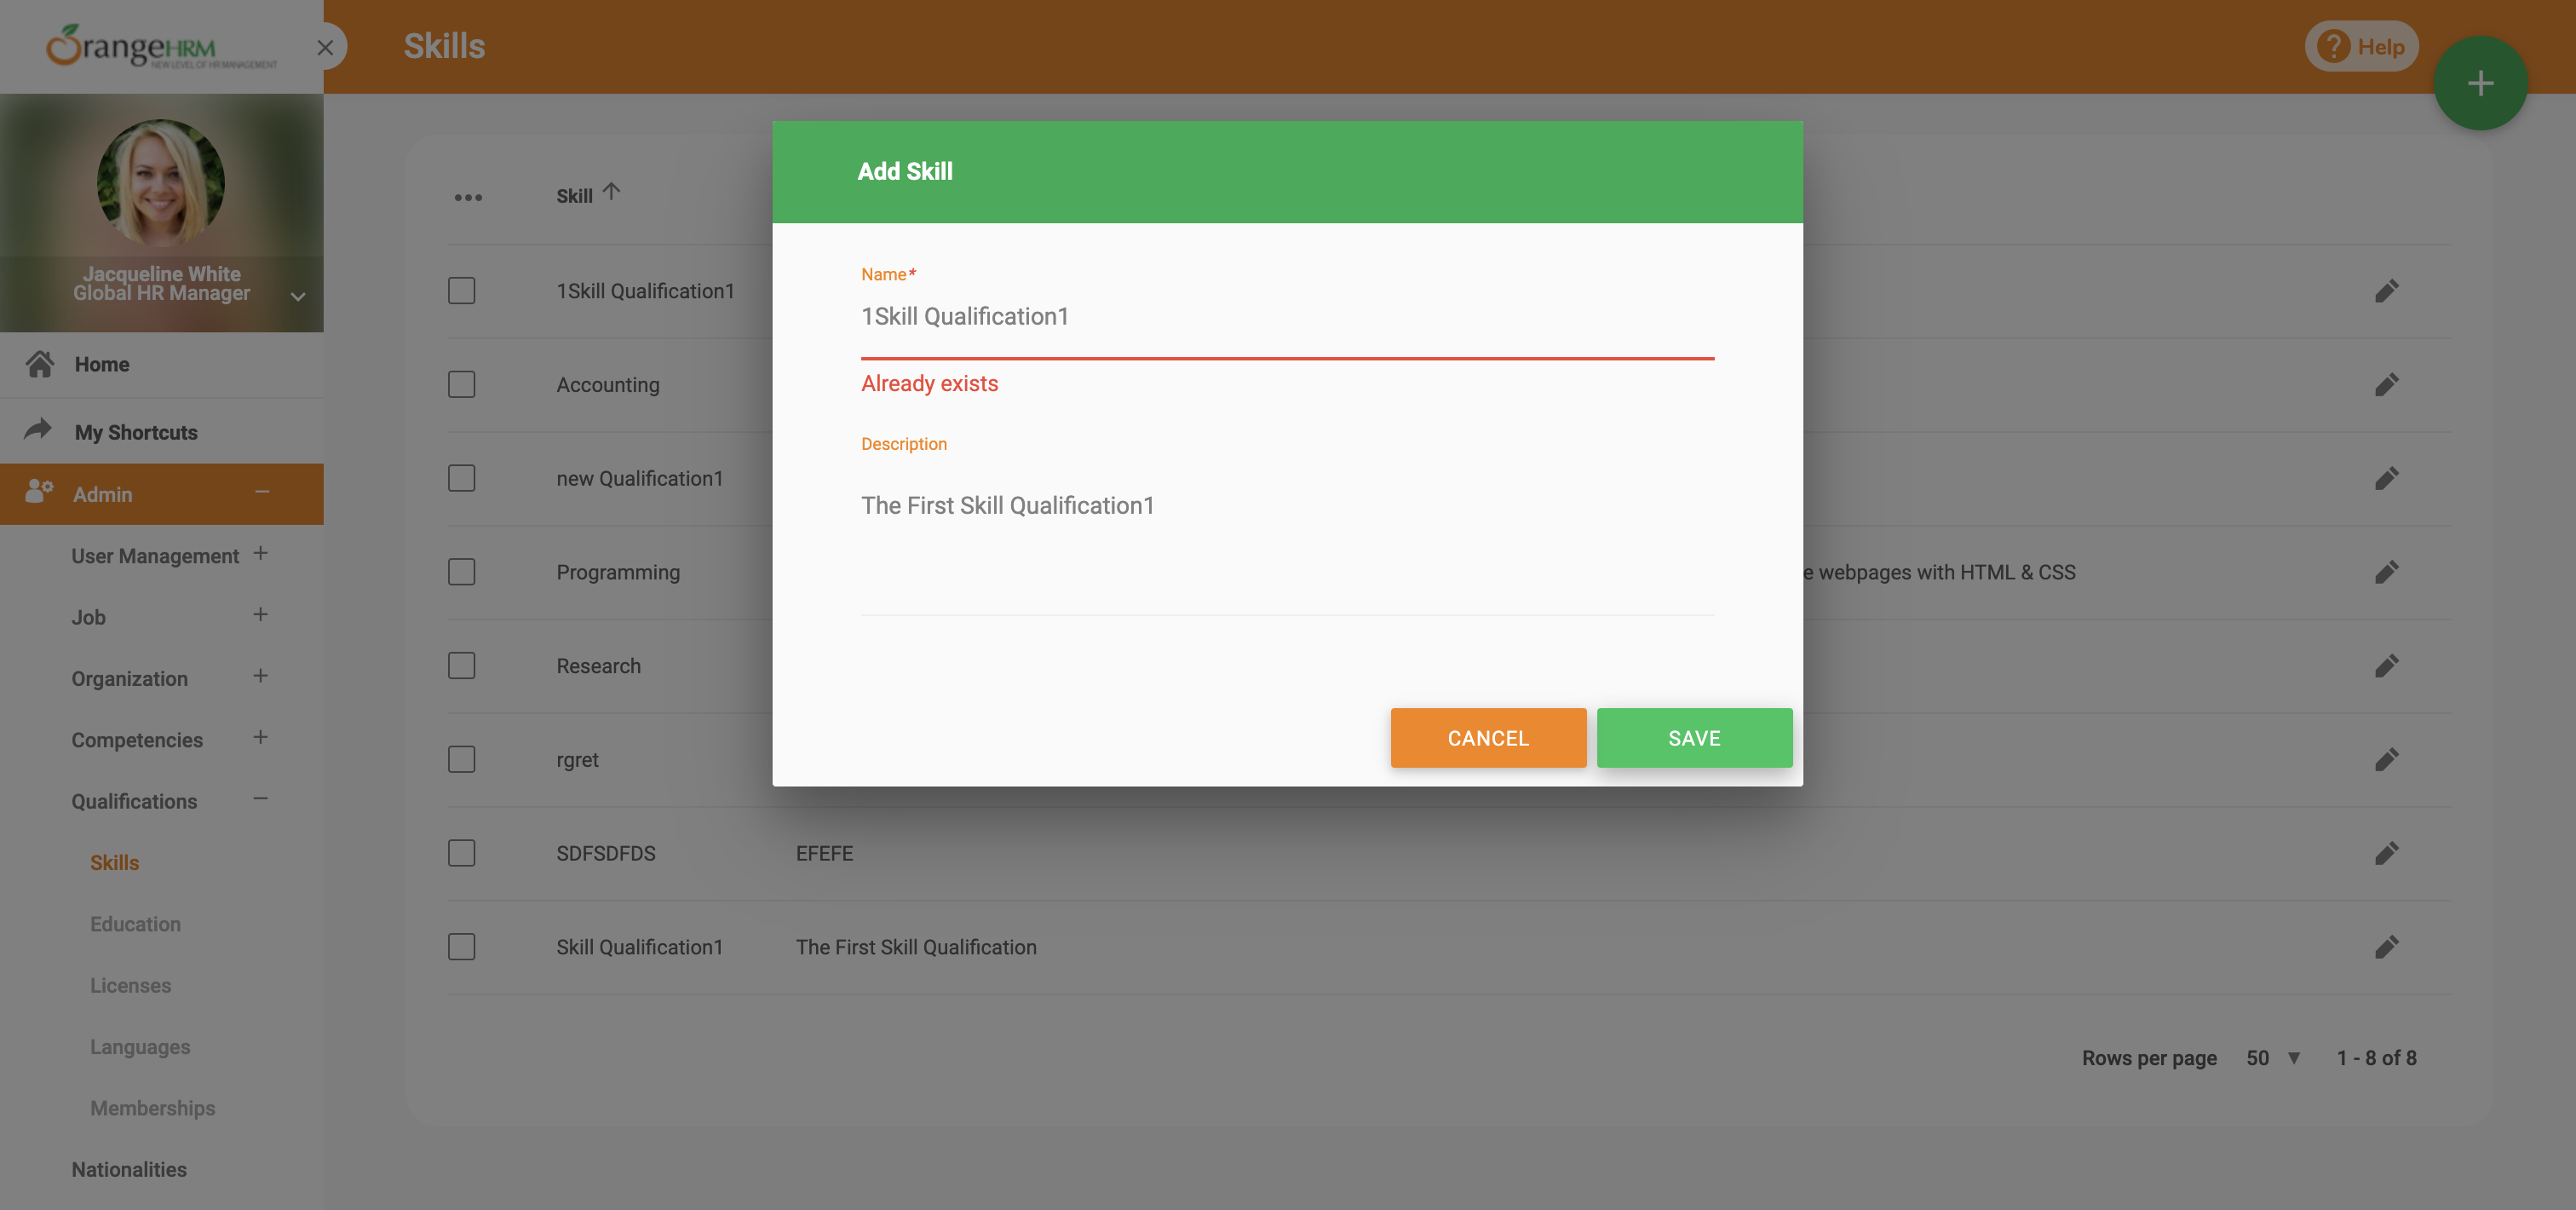 OrangeHRM
NEW LEVEL OF HR MANAGEMENT
Skills
Help
Jacqueline White
Global HR Manager
Home
My Shortcuts
Admin
User Management
Job
Organization
Competencies
Qualifications
Skills
Education
Licenses
Languages
Memberships
Nationalities
Skill
1Skill Qualification1
Accounting
new Qualification1
Programming
e webpages with HTML & CSS
Research
rgret
SDFSDFDS EFEFE
Skill Qualification1 The First Skill Qualification
Rows per page 50 1 - 8 of 8
Add Skill
Name*
1Skill Qualification1
Already exists
Description
The First Skill Qualification1
CANCEL SAVE